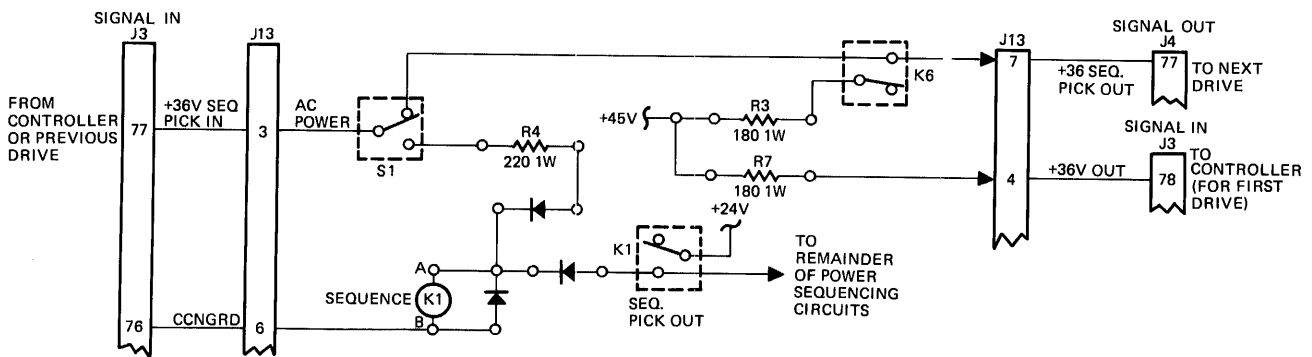 SIGNAL IN
J3
J13
FROM
CONTROLLER
OR PREVIOUS
DRIVE
77
+36V SEQ
PICK IN
3
AC
POWER
S1
R4
220 1W
76
CCNGRD
6
SEQUENCE
A
K1
B
+45V
R3
180 1W
R7
180 1W
K6
+24V
K1
SEQ.
PICK OUT
TO
REMAINDER
OF POWER
SEQUENCING
CIRCUITS
J13
7
4
+36 SEQ.
PICK OUT
SIGNAL OUT
J4
77
TO NEXT
DRIVE
+36V OUT
SIGNAL IN
J3
78
TO
CONTROLLER
(FOR FIRST
DRIVE)